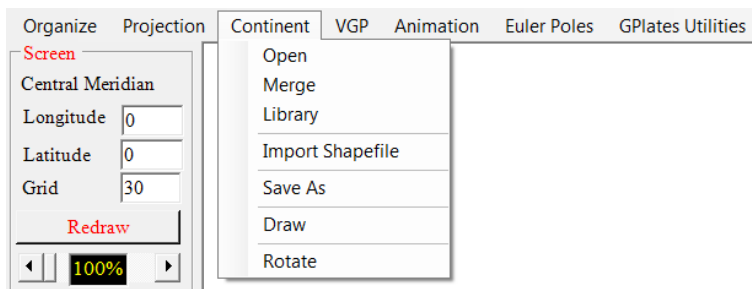 Organize Projection Continent VGP Animation Euler Poles GPlates Utilities
Screen
Central Meridian
Longitude 0
Latitude 0
Grid 30
Redraw
100%
Open
Merge
Library
Import Shapefile
Save As
Draw
Rotate